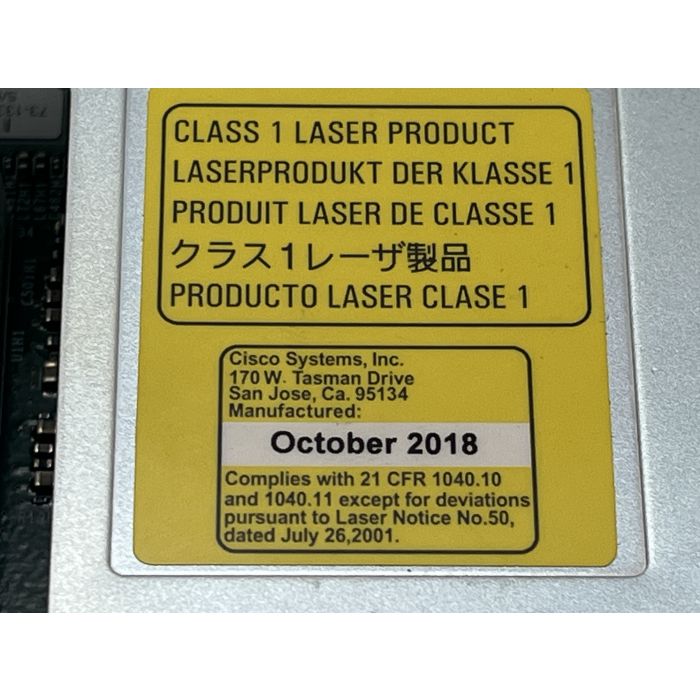 CLASS 1 LASER PRODUCT
LASERPRODUKT DER KLASSE 1
PRODUIT LASER DE CLASSE 1
クラス1レーザ製品
PRODUCTO LASER CLASE 1
Cisco Systems, Inc.
170 W. Tasman Drive
San Jose, Ca. 95134
Manufactured:
October 2018
Complies with 21 CFR 1040.10
and 1040.11 except for deviations
pursuant to Laser Notice No.50,
dated July 26,2001.